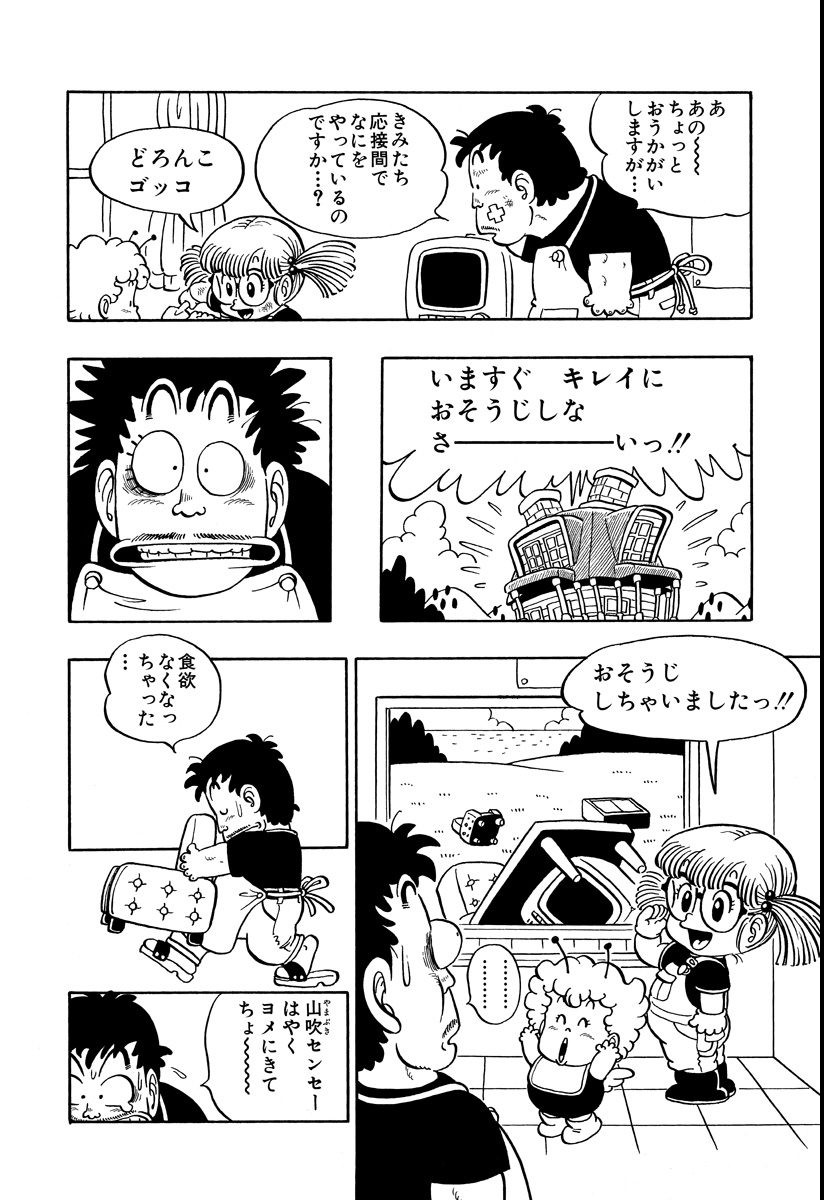 あ
あの〜〜〜
ちょっと
おうかがい
しますが…
きみたち
応接間で
なにを
やっているの
ですか…?
どろんこ
ゴッコ
いますぐ　キレイに
おそうじしな
さ――――――いっ!!
おそうじ
しちゃいましたっ!!
………
食欲
なくなっ
ちゃった
…
山吹センセー
やまぶき
はやく
ヨメにきて
ちょ〜〜〜〜